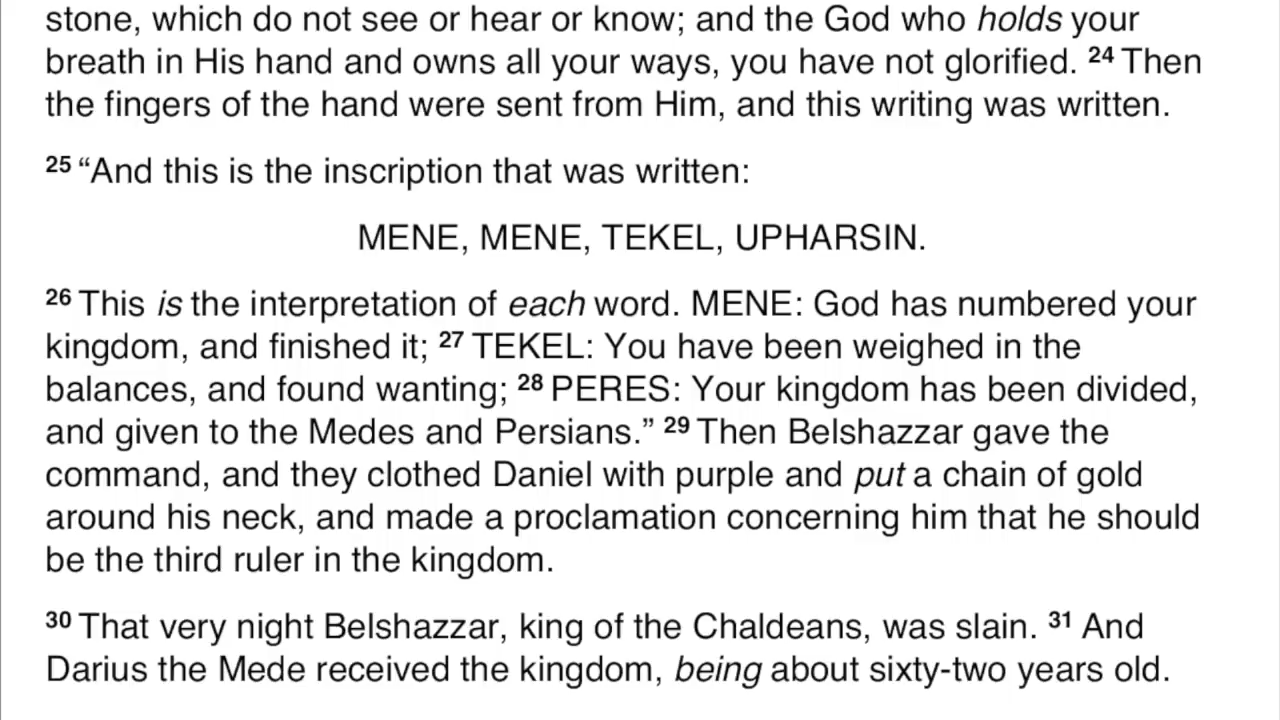 stone, which do not see or hear or know; and the God who holds your
breath in His hand and owns all your ways, you have not glorified. 24 Then
the fingers of the hand were sent from Him, and this writing was written.
25 “And this is the inscription that was written:
MENE, MENE, TEKEL, UPHARSIN.
26 This is the interpretation of each word. MENE: God has numbered your
kingdom, and finished it; 27 TEKEL: You have been weighed in the
balances, and found wanting; 28 PERES: Your kingdom has been divided,
and given to the Medes and Persians.” 29 Then Belshazzar gave the
command, and they clothed Daniel with purple and put a chain of gold
around his neck, and made a proclamation concerning him that he should
be the third ruler in the kingdom.
30 That very night Belshazzar, king of the Chaldeans, was slain. 31 And
Darius the Mede received the kingdom, being about sixty-two years old.